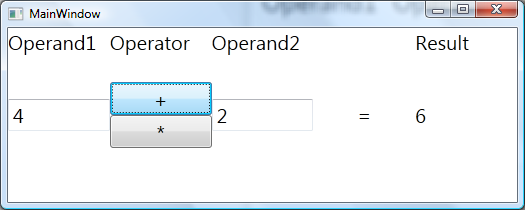 MainWindow
Operand1 Operator Operand2 Result
+
4 2 = 6
*